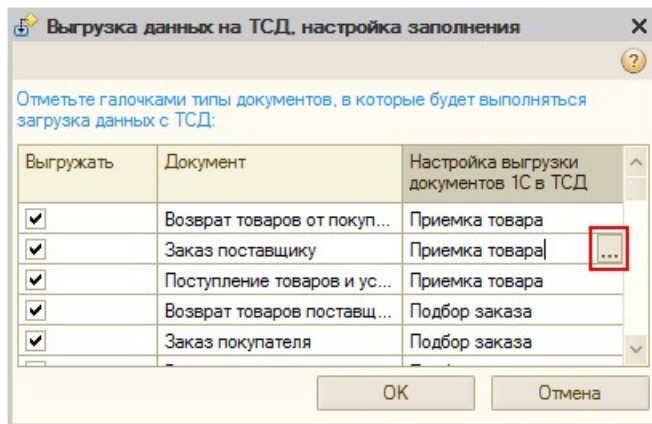 Выгрузка данных на ТСД, настройка заполнения
Отметьте галочками типы документов, в которые будет выполняться
загрузка данных с ТСД:
Выгружать Документ Настройка выгрузки
документов 1С в ТСД
Возврат товаров от покуп... Приемка товара
Заказ поставщику Приемка товара ...
Поступление товаров и ус... Приемка товара
Возврат товаров поставщ... Подбор заказа
Заказ покупателя Подбор заказа
OK Отмена